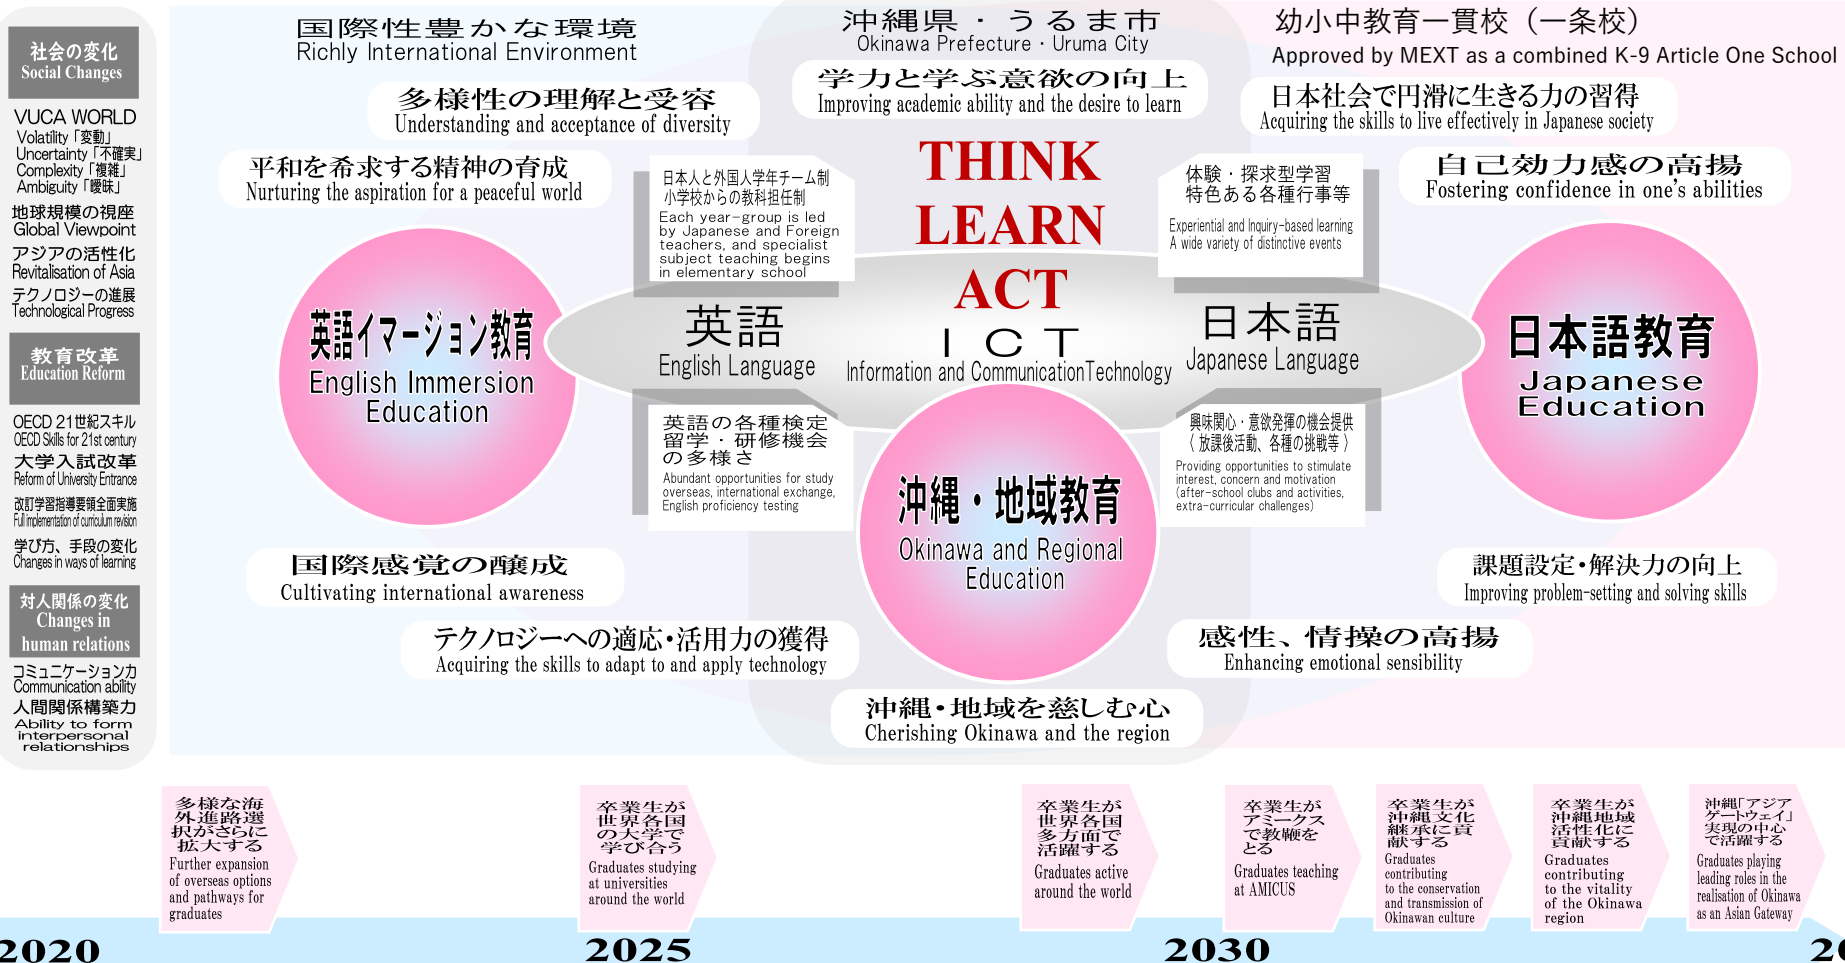 社会の変化
Social Changes
VUCA WORLD
Volatility「変動」
Uncertainty「不確実」
Complexity「複雑」
Ambiguity「曖昧」
地球規模の視座
Global Viewpoint
アジアの活性化
Revitalisation of Asia
テクノロジーの進展
Technological Progress
教育改革
Education Reform
OECD 21世紀スキル
OECD Skills for 21st century
大学入試改革
Reform of University Entrance
改訂学習指導要領全面実施
Full implementation of curriculum revision
学び方、手段の変化
Changes in ways of learning
対人関係の変化
Changes in
human relations
コミュニケーション力
Communication ability
人間関係構築力
Ability to form
interpersonal
relationships
国際性豊かな環境
Richly International Environment
沖縄県・うるま市
Okinawa Prefecture・Uruma City
幼小中教育一貫校（一条校）
Approved by MEXT as a combined K-9 Article One School
多様性の理解と受容
Understanding and acceptance of diversity
学力と学ぶ意欲の向上
Improving academic ability and the desire to learn
日本社会で円滑に生きる力の習得
Acquiring the skills to live effectively in Japanese society
平和を希求する精神の育成
Nurturing the aspiration for a peaceful world
自己効力感の高揚
Fostering confidence in one's abilities
日本人と外国人学年チーム制
小学校からの教科担任制
Each year-group is led
by Japanese and Foreign
teachers, and specialist
subject teaching begins
in elementary school
THINK
LEARN
ACT
体験・探求型学習
特色ある各種行事等
Experiential and Inquiry-based learning
A wide variety of distinctive events
英語イマージョン教育
English Immersion
Education
英語
English Language
ICT
Information and CommunicationTechnology
日本語
Japanese Language
日本語教育
Japanese
Education
英語の各種検定
留学・研修機会
の多様さ
Abundant opportunities for study
overseas, international exchange,
English proficiency testing
沖縄・地域教育
Okinawa and Regional
Education
興味関心・意欲発揮の機会提供
（放課後活動、各種の挑戦等）
Providing opportunities to stimulate
interest, concern and motivation
(after-school clubs and activities,
extra-curricular challenges)
国際感覚の醸成
Cultivating international awareness
課題設定・解決力の向上
Improving problem-setting and solving skills
テクノロジーへの適応・活用力の獲得
Acquiring the skills to adapt to and apply technology
感性、情操の高揚
Enhancing emotional sensibility
沖縄・地域を慈しむ心
Cherishing Okinawa and the region
多様な海
外進路選
択がさらに
拡大する
Further expansion
of overseas options
and pathways for
graduates
卒業生が
世界各国
の大学で
学び合う
Graduates studying
at universities
around the world
卒業生が
世界各国
多方面で
活躍する
Graduates active
around the world
卒業生が
アミークス
で教鞭を
とる
Graduates teaching
at AMICUS
卒業生が
沖縄文化
継承に貢
献する
Graduates
contributing
to the conservation
and transmission of
Okinawan culture
卒業生が
沖縄地域
活性化に
貢献する
Graduates
contributing
to the vitality
of the Okinawa
region
沖縄「アジア
ゲートウェイ」
実現の中心
で活躍する
Graduates playing
leading roles in the
realisation of Okinawa
as an Asian Gateway
2020
2025
2030